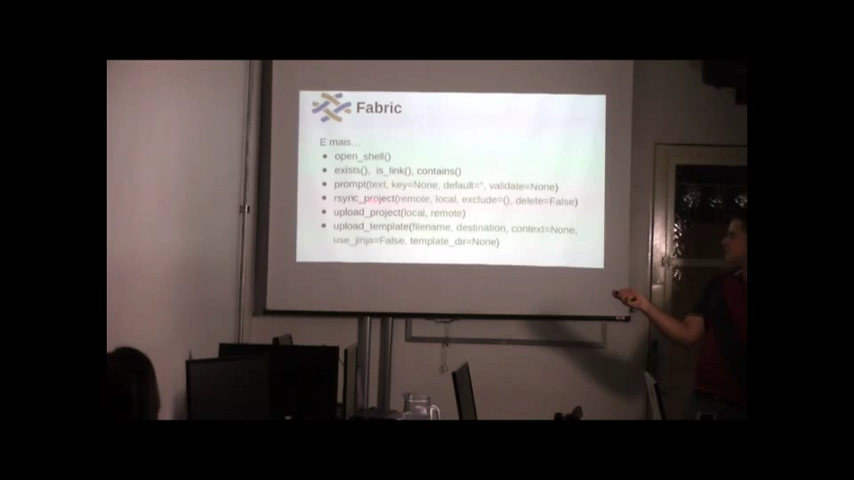 Fabric
E mais...
• open_shell()
• exists(), is_link(), contains()
• prompt(text, key=None, default='', validate=None)
• rsync_project(remote, local, exclude=(), delete=False)
• upload_project(local, remote)
• upload_template(filename, destination, context=None,
use_jinja=False, template_dir=None)